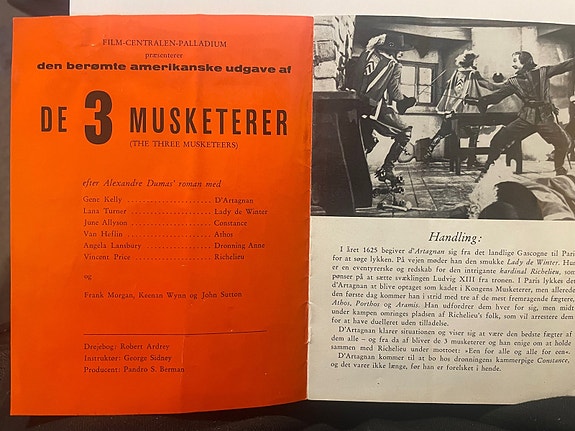 FILM-CENTRALEN-PALLADIUM
præsenterer
den berømte amerikanske udgave af
DE 3 MUSKETERER
(THE THREE MUSKETEERS)
efter Alexandre Dumas' roman med
Gene Kelly ..................... D'Artagnan
Lana Turner ..................... Lady de Winter
June Allyson ..................... Constance
Van Heflin ..................... Athos
Angela Lansbury ..................... Dronning Anne
Vincent Price ..................... Richelieu
og
Frank Morgan, Keenan Wynn og John Sutton
Drejebog: Robert Ardrey
Instruktør: George Sidney
Producent: Pandro S. Berman
Handling:
I året 1625 begiver d'Artagnan sig fra det landlige Gascogne til Paris
for at søge lykken. På vejen møder han den smukke Lady de Winter. Hun
er en eventyrerske og redskab for den intrigante kardinal Richelieu, som
pønser på at sætte svæklingen Ludvig XIII fra tronen. I Paris lykkes det
d'Artagnan at blive optaget som kådet i Kongens Musketerer, men allerede
den første dag kommer han i strid med tre af de mest fremragende fægtere,
Athos, Porthos og Aramis. Han udfordrer dem hver for sig, men midt
under kampen omringes pladsen af Richelieu's folk, vil arrestere dem
for at have duelleret uden tilladelse.
D'Artagnan klarer situationen og viser sig at være den bedste fægter af
dem alle – og fra da af bliver de 3 musketerer og han enige om at holde
sammen med Richelieu under mottoet: »Een for alle og alle for een«.
D'Artagnan kommer til at bo hos dronningens kammerpige Constance,
og det varer ikke længe, før han er forelsket i hende.